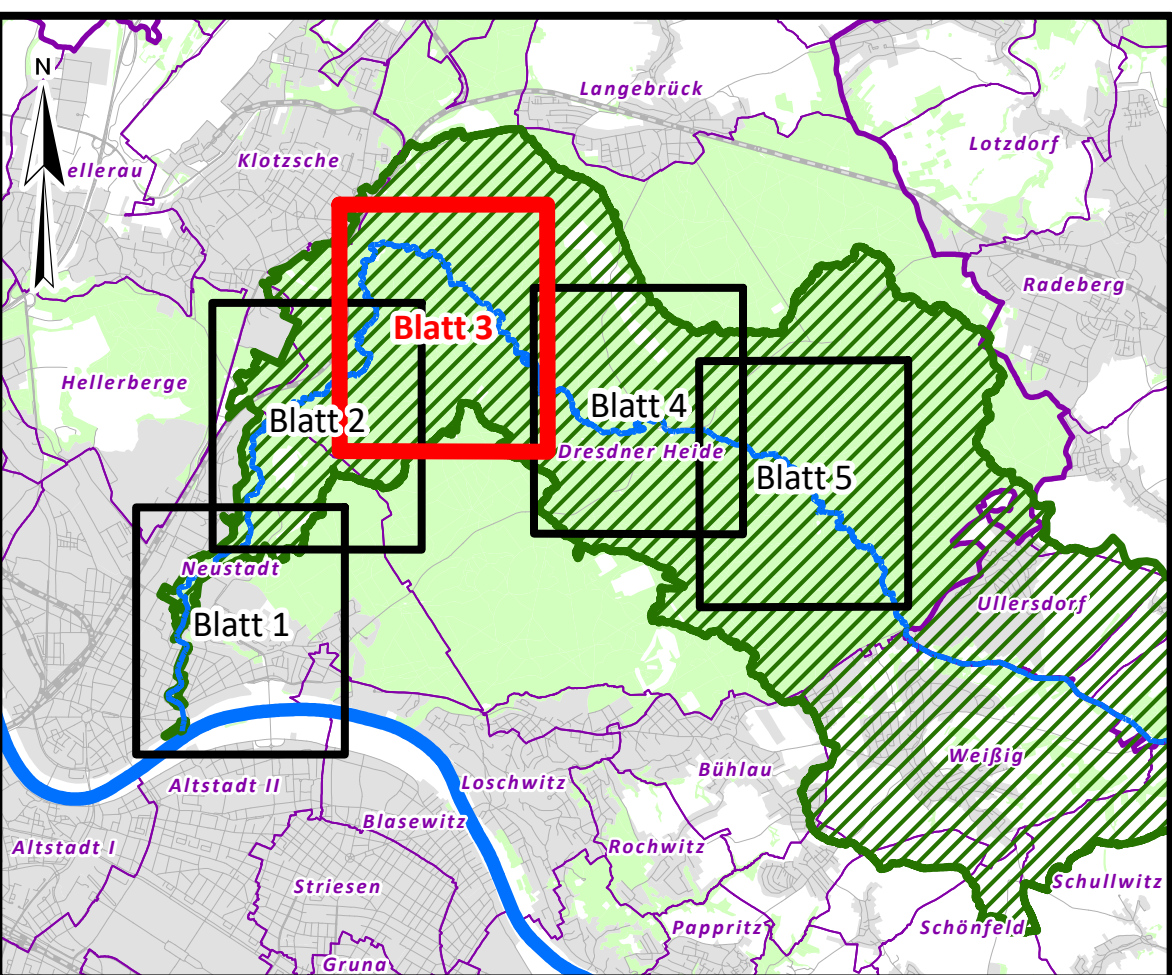 N
Langebrück
Lotzdorf
Klotzsche
ellerau
Radeberg
Blatt 3
Hellerberge
Blatt 4
Blatt 2
Dresdner Heide
Blatt 5
Neustadt
Ullersdorf
Blatt 1
Weißig
Bühlau
Loschwitz
Altstadt II
Blasewitz
Altstadt I
Rochwitz
Striesen
Schullwitz
Pappritz
Schönfeld
Gruna